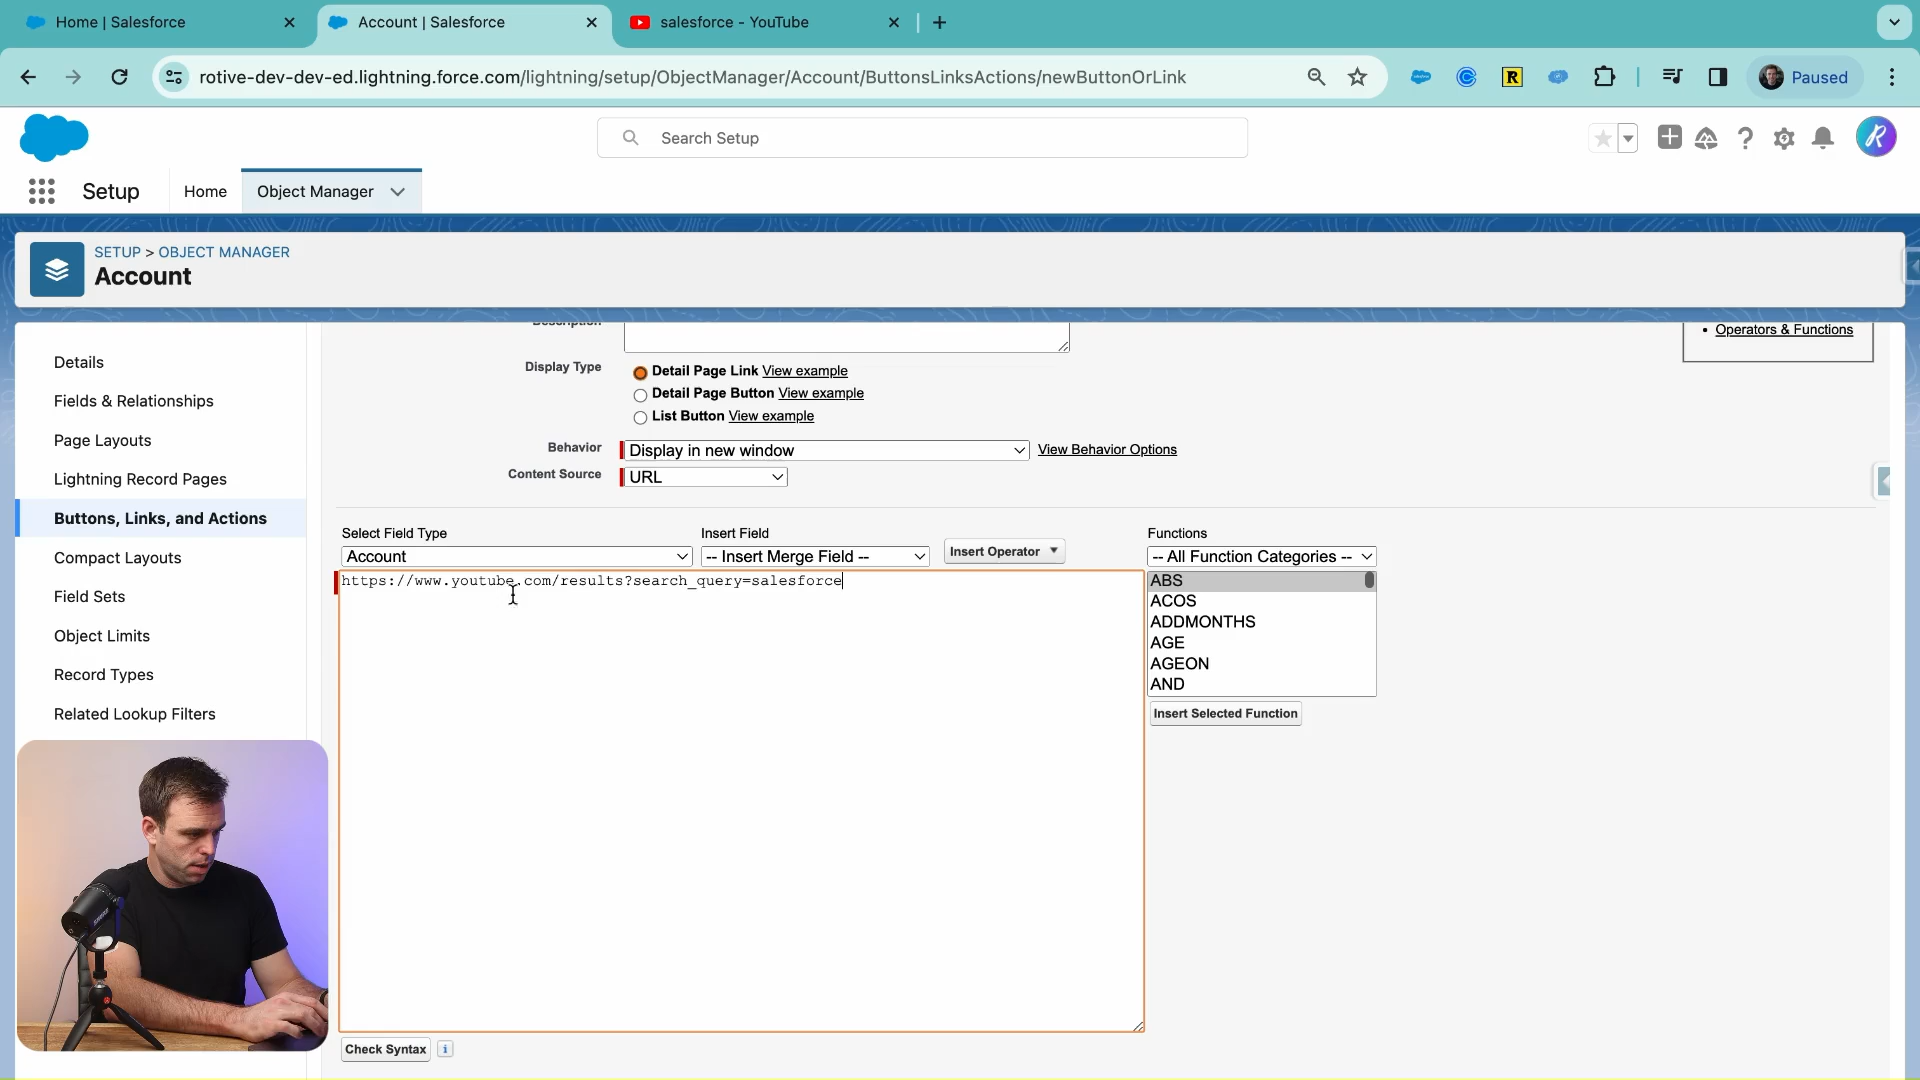 Home | Salesforce
Account | Salesforce
salesforce - YouTube
rotive-dev-dev-ed.lightning.force.com/lightning/setup/ObjectManager/Account/ButtonsLinksActions/newButtonOrLink
R
Paused
Search Setup
R
Setup
Home
Object Manager
SETUP > OBJECT MANAGER
Account
Details
Fields & Relationships
Page Layouts
Lightning Record Pages
Buttons, Links, and Actions
Compact Layouts
Field Sets
Object Limits
Record Types
Related Lookup Filters
Description
• Operators & Functions
Display Type
Detail Page Link View example
Detail Page Button View example
List Button View example
Behavior
Display in new window
View Behavior Options
Content Source
URL
Select Field Type
Insert Field
Functions
Account
-- Insert Merge Field --
Insert Operator
-- All Function Categories --
https://www.youtube.com/results?search_query=salesforce
ABS
ACOS
ADDMONTHS
AGE
AGEON
AND
Insert Selected Function
Check Syntax
i